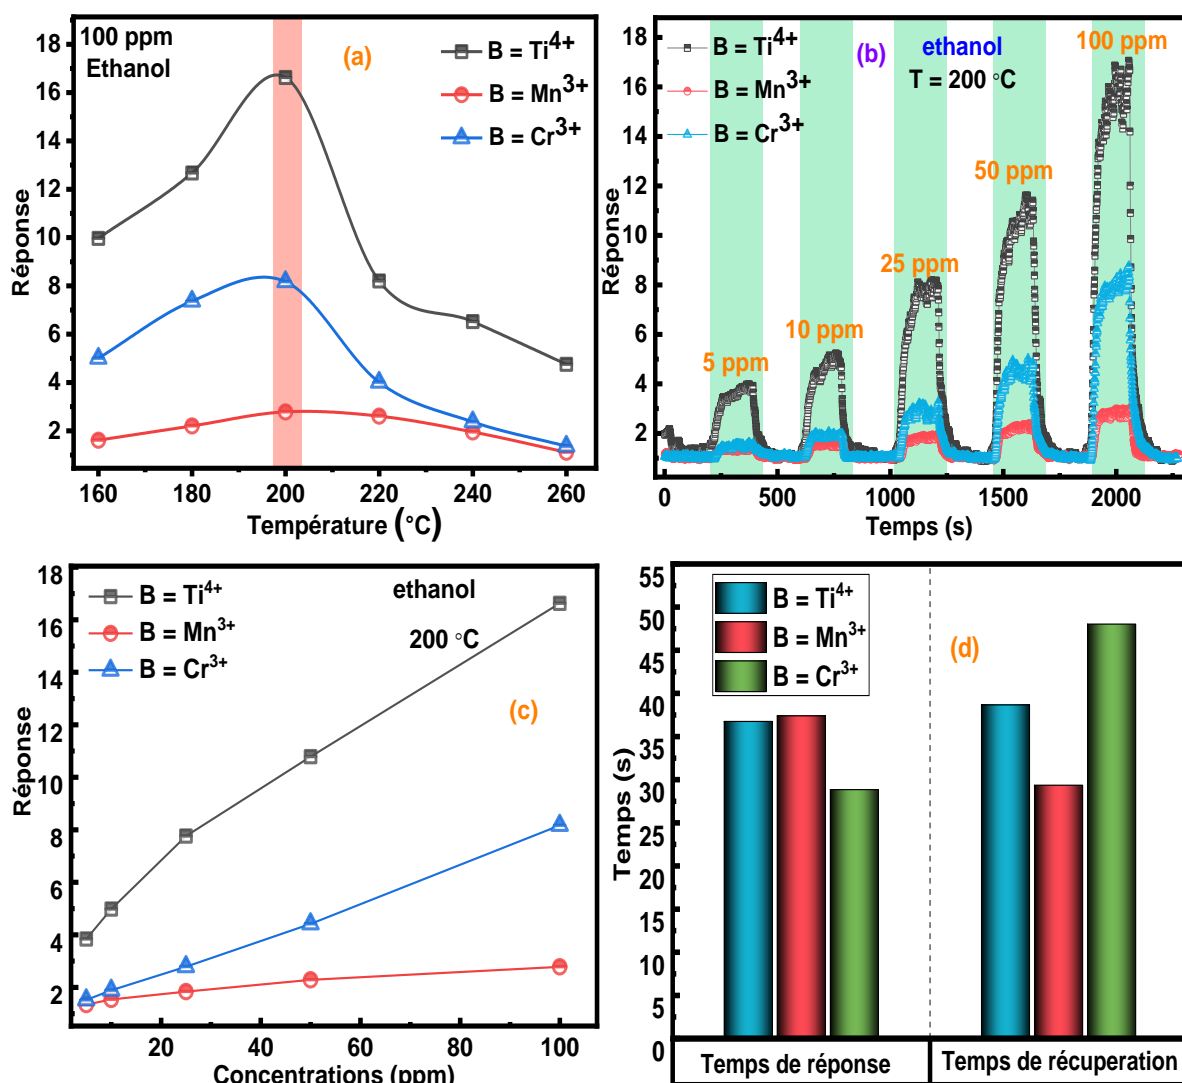 18
16
14
12
10
8
6
4
2
Réponse
100 ppm
Ethanol
(a)
B = Ti4+
B = Mn3+
B = Cr3+
160 180 200 220 240 260
Température (°C)
18
16
14
12
10
8
6
4
2
Réponse
B = Ti4+
B = Mn3+
B = Cr3+
(b)
ethanol
T = 200 °C
5 ppm
10 ppm
25 ppm
50 ppm
100 ppm
0 500 1000 1500 2000
Temps (s)
18
16
14
12
10
8
6
4
2
Réponse
B = Ti4+
B = Mn3+
B = Cr3+
ethanol
200 °C
(c)
20 40 60 80 100
Concentrations (ppm)
55
50
45
40
35
30
25
20
15
10
5
0
Temps (s)
B = Ti4+
B = Mn3+
B = Cr3+
(d)
Temps de réponse
Temps de récuperation